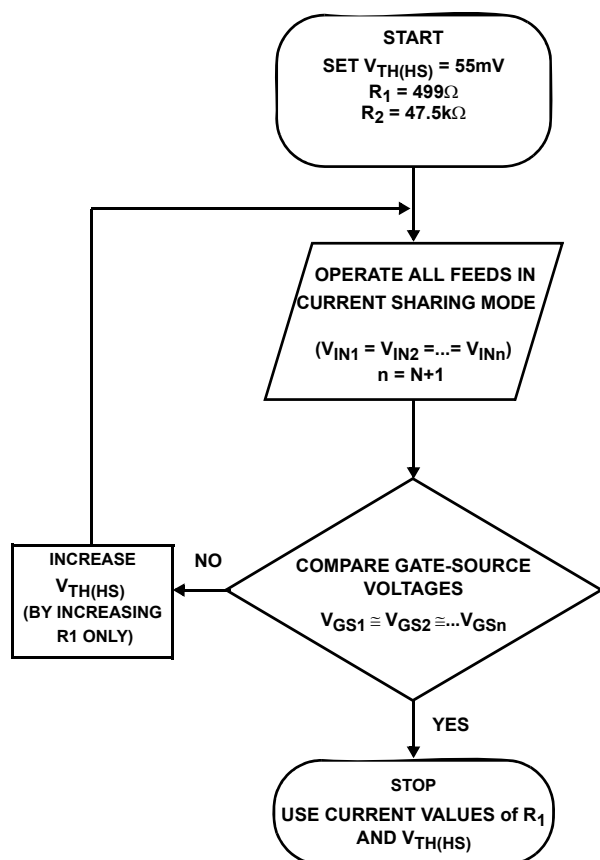 START
SET V_TH(HS) = 55mV
R_1 = 499Ω
R_2 = 47.5kΩ
OPERATE ALL FEEDS IN
CURRENT SHARING MODE
(V_IN1 = V_IN2 =...= V_INn)
n = N+1
COMPARE GATE-SOURCE
VOLTAGES
V_GS1 ≅ V_GS2 ≅...V_GSn
NO
INCREASE
V_TH(HS)
(BY INCREASING
R1 ONLY)
YES
STOP
USE CURRENT VALUES of R_1
AND V_TH(HS)